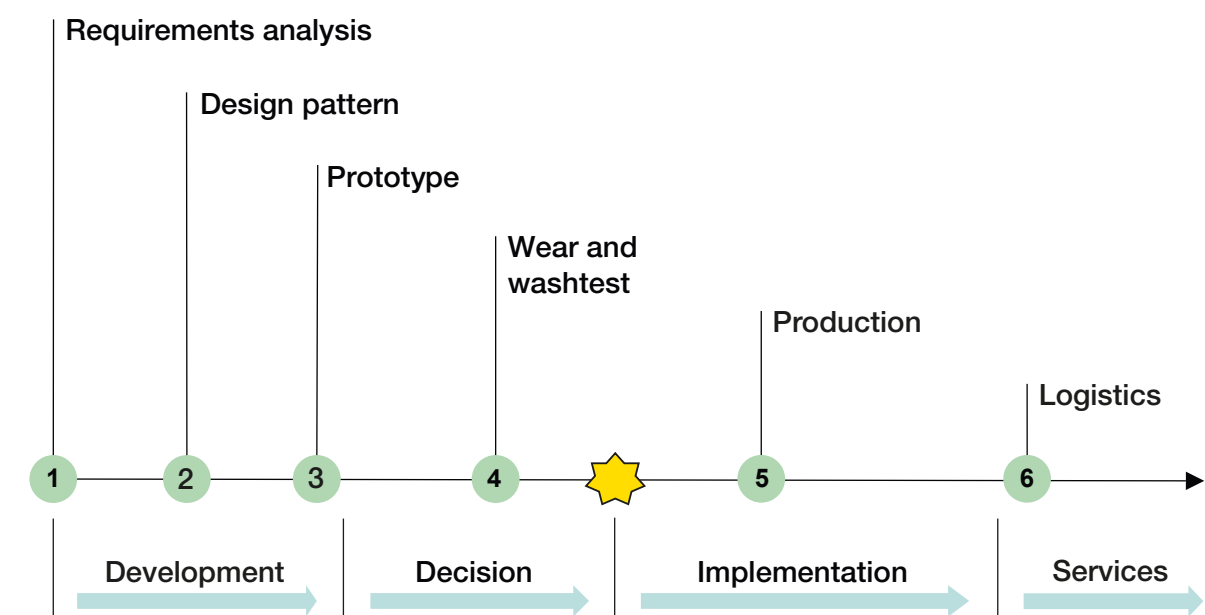 Requirements analysis
Design pattern
Prototype
Wear and
washtest
Production
Logistics
1
2
3
4
5
6
Development
Decision
Implementation
Services